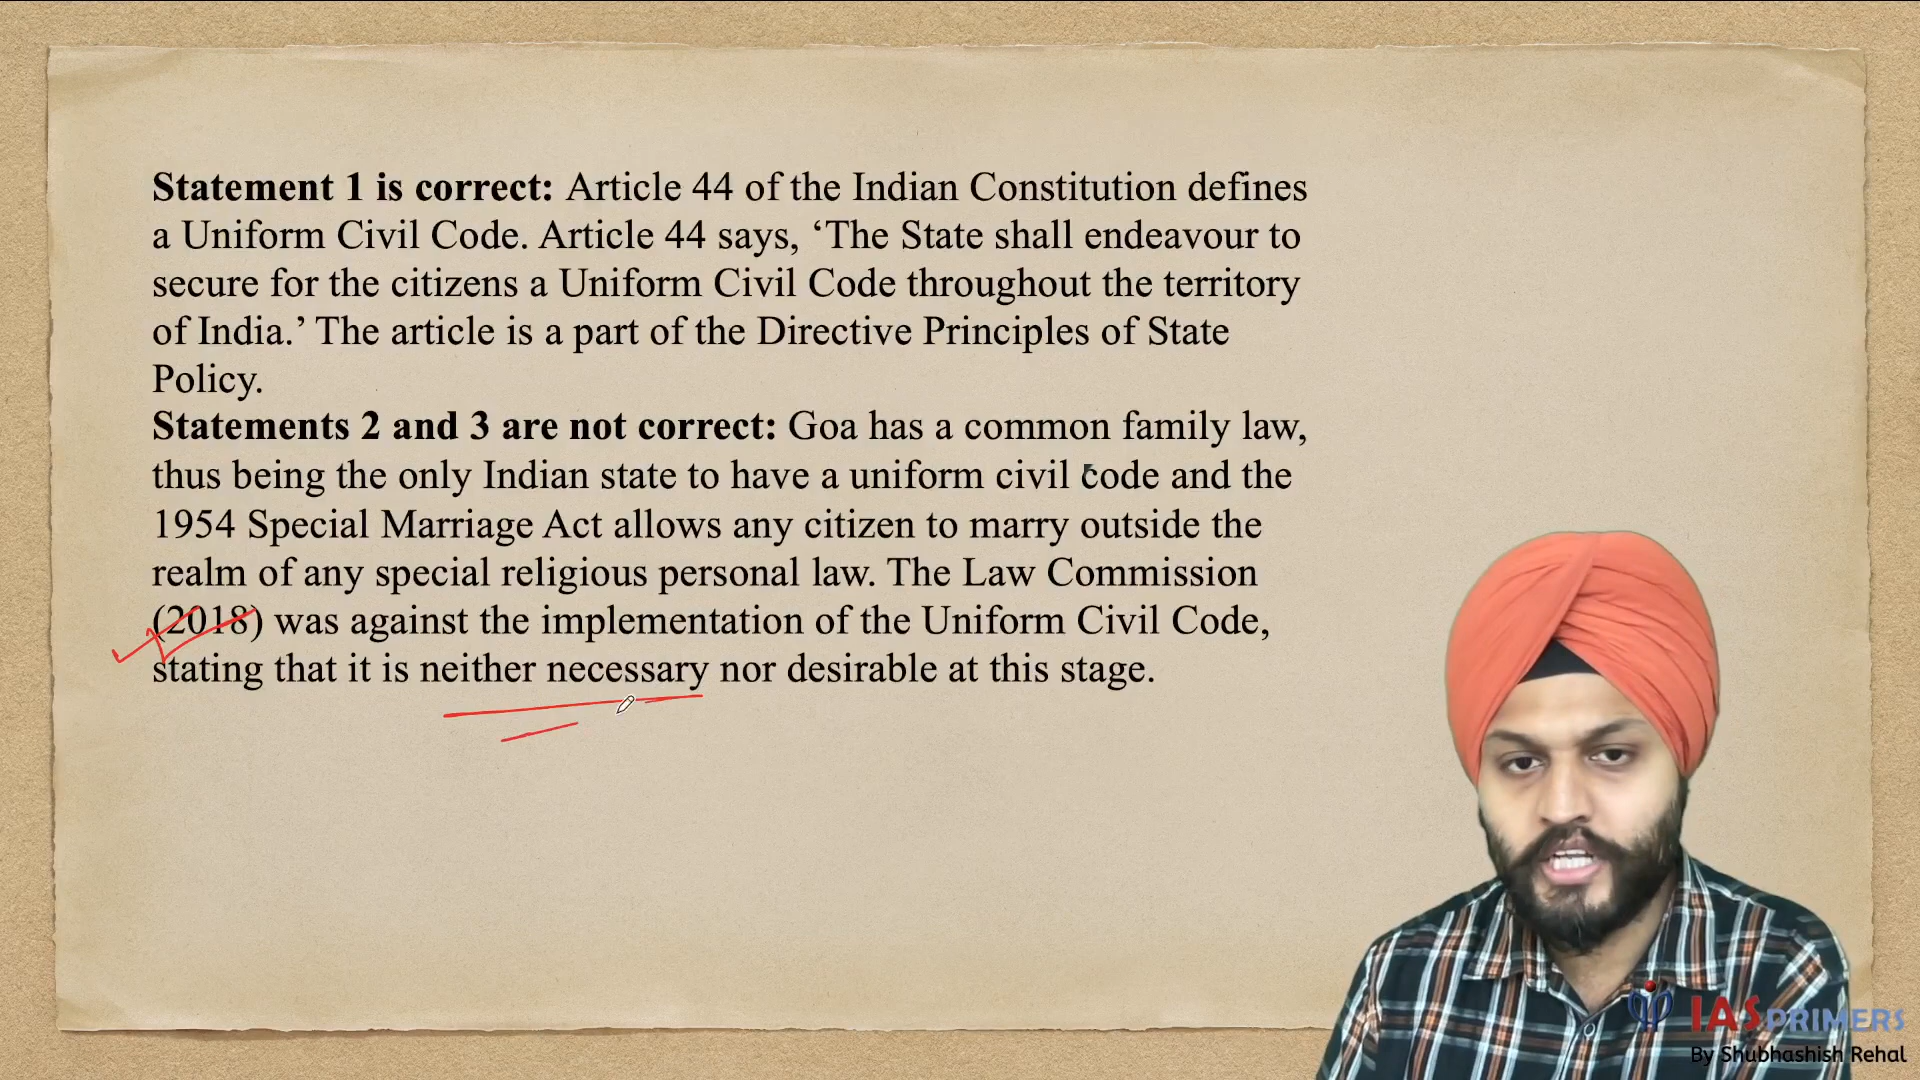 Statement 1 is correct: Article 44 of the Indian Constitution defines
a Uniform Civil Code. Article 44 says, ‘The State shall endeavour to
secure for the citizens a Uniform Civil Code throughout the territory
of India.’ The article is a part of the Directive Principles of State
Policy.
Statements 2 and 3 are not correct: Goa has a common family law,
thus being the only Indian state to have a uniform civil code and the
1954 Special Marriage Act allows any citizen to marry outside the
realm of any special religious personal law. The Law Commission
(2018) was against the implementation of the Uniform Civil Code,
stating that it is neither necessary nor desirable at this stage.
IASPRIMERS
By Shubhashish Rehal